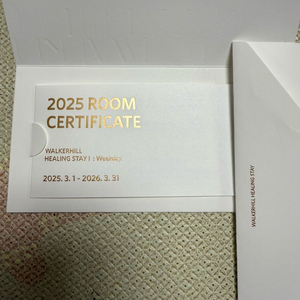 2025 ROOM
CERTIFICATE
WALKERHILL
HEALING STAY I : Weekday
2025. 3. 1 - 2026. 3. 31
WALKERHILL HEALING STAY